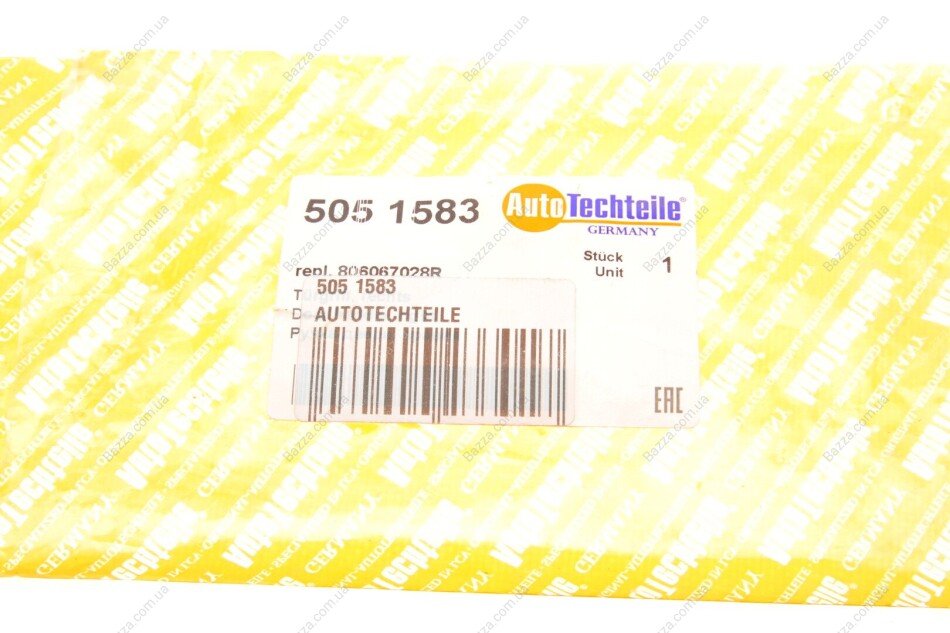 505 1583
AutoTechteile®
GERMANY
Stück
Unit
1
repl. 806067028R
505 1583
AUTOTECHTEILE
EAC